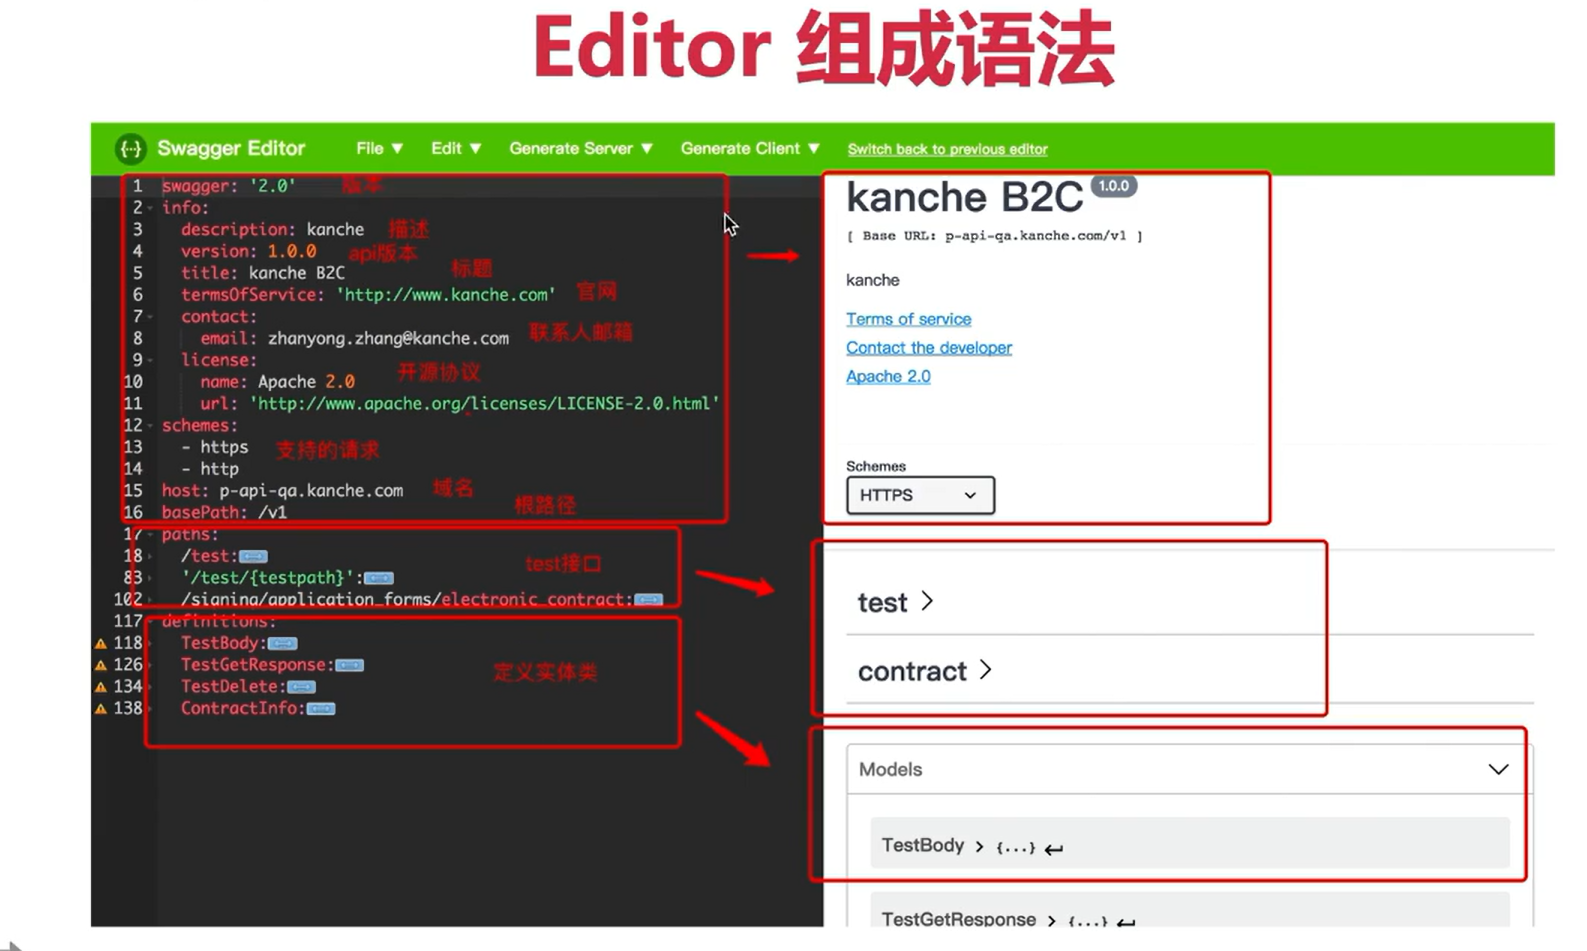 Editor 组成语法
Swagger Editor File ▼ Edit ▼ Generate Server ▼ Generate Client ▼ Switch back to previous editor
1 swagger: '2.0' 版本
2 info:
3 description: kanche 描述
4 version: 1.0.0 api版本
5 title: kanche B2C 标题
6 termsOfService: 'http://www.kanche.com' 官网
7 contact:
8 email: zhanyong.zhang@kanche.com 联系人邮箱
9 license:
10 name: Apache 2.0 开源协议
11 url: 'http://www.apache.org/licenses/LICENSE-2.0.html'
12 schemes:
13 - https 支持的请求
14 - http
15 host: p-api-qa.kanche.com 域名
16 basePath: /v1 根路径
17 paths:
18 /test: test接口
83 '/test/{testpath}':
102 /signing/application_forms/electronic_contract:
117 definitions:
118 TestBody:
126 TestGetResponse: 定义实体类
134 TestDelete:
138 ContractInfo:
kanche B2C 1.0.0
[ Base URL: p-api-qa.kanche.com/v1 ]
kanche
Terms of service
Contact the developer
Apache 2.0
Schemes
HTTPS
test >
contract >
Models
TestBody > {...} ↵
TestGetResponse > {...} ↵